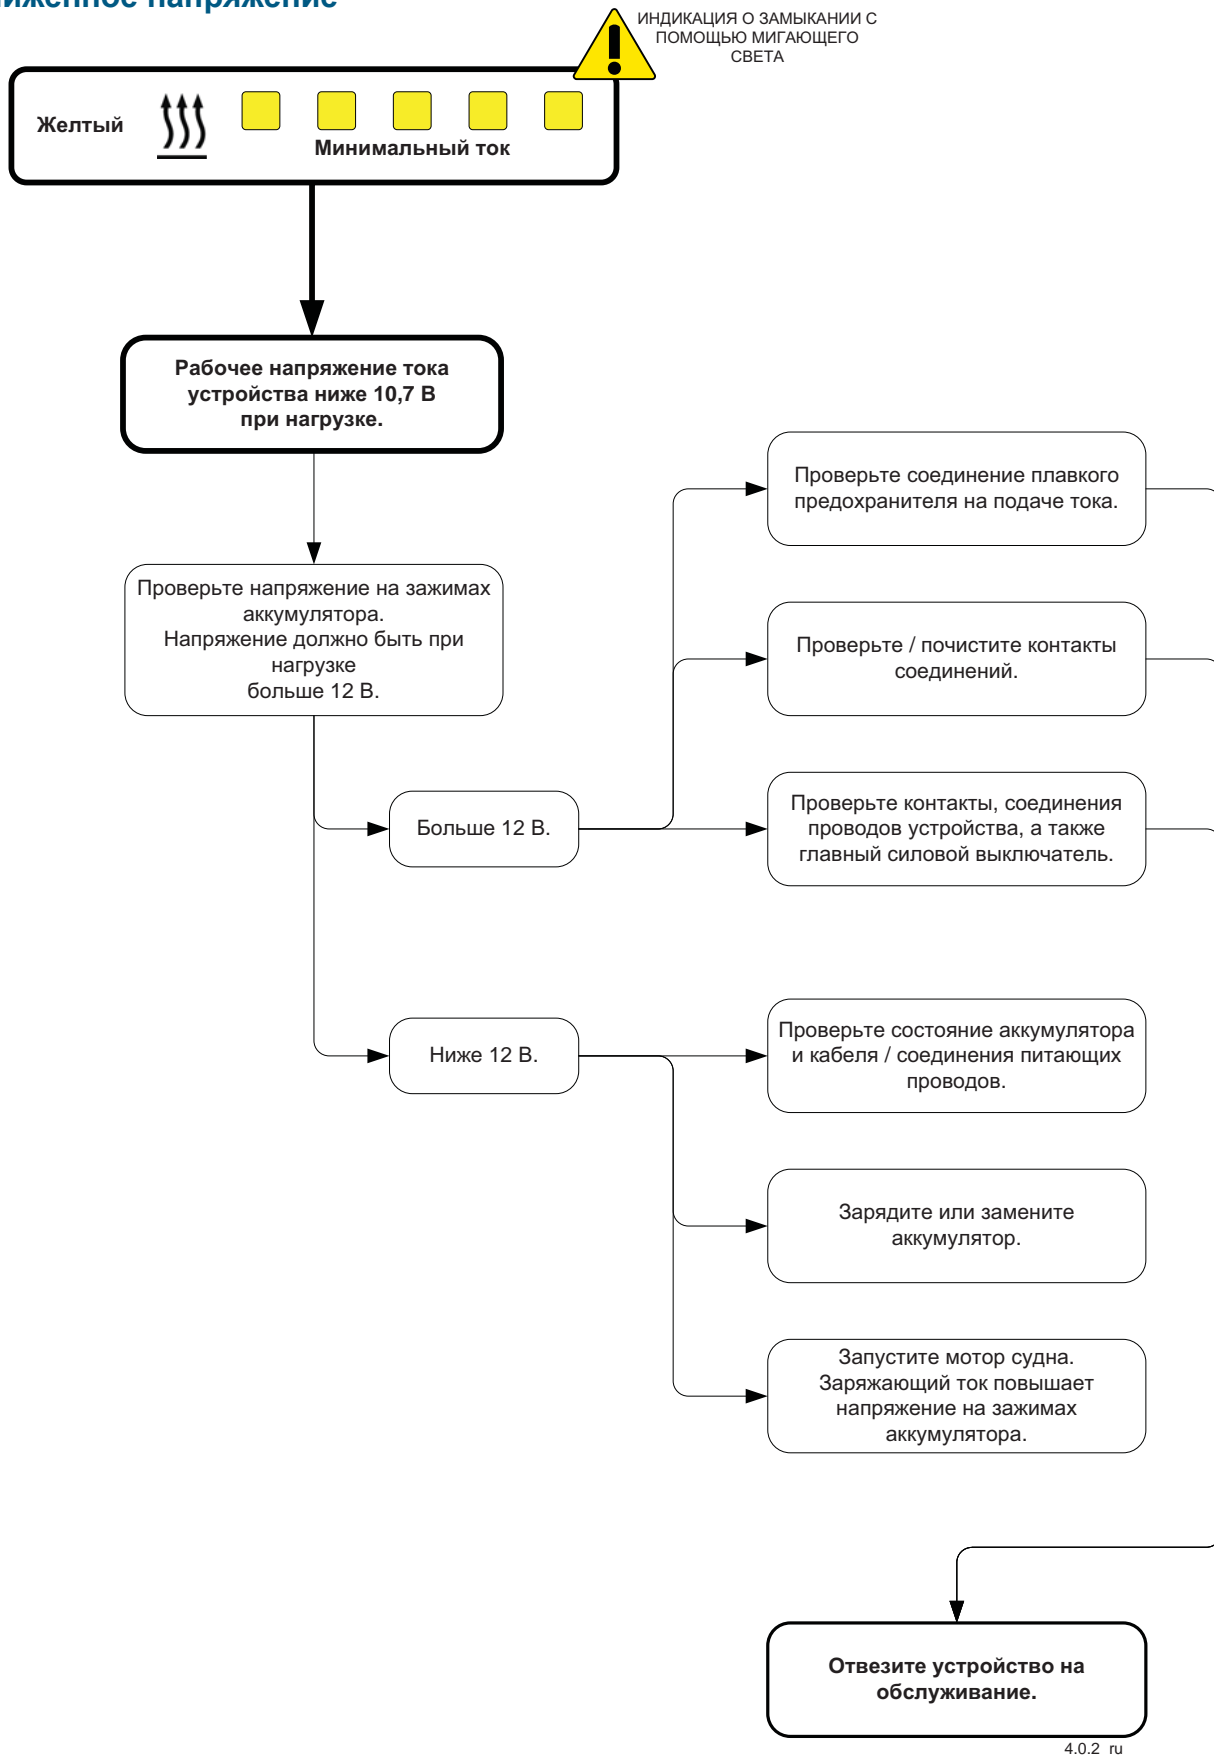 иженное напряжение
ИНДИКАЦИЯ О ЗАМЫКАНИИ С
ПОМОЩЬЮ МИГАЮЩЕГО
СВЕТА
Желтый
Минимальный ток
Рабочее напряжение тока
устройства ниже 10,7 В
при нагрузке.
Проверьте соединение плавкого
предохранителя на подаче тока.
Проверьте напряжение на зажимах
аккумулятора.
Напряжение должно быть при
нагрузке
больше 12 В.
Проверьте / почистите контакты
соединений.
Больше 12 В.
Проверьте контакты, соединения
проводов устройства, а также
главный силовой выключатель.
Ниже 12 В.
Проверьте состояние аккумулятора
и кабеля / соединения питающих
проводов.
Зарядите или замените
аккумулятор.
Запустите мотор судна.
Заряжающий ток повышает
напряжение на зажимах
аккумулятора.
Отвезите устройство на
обслуживание.
4.0.2_ru